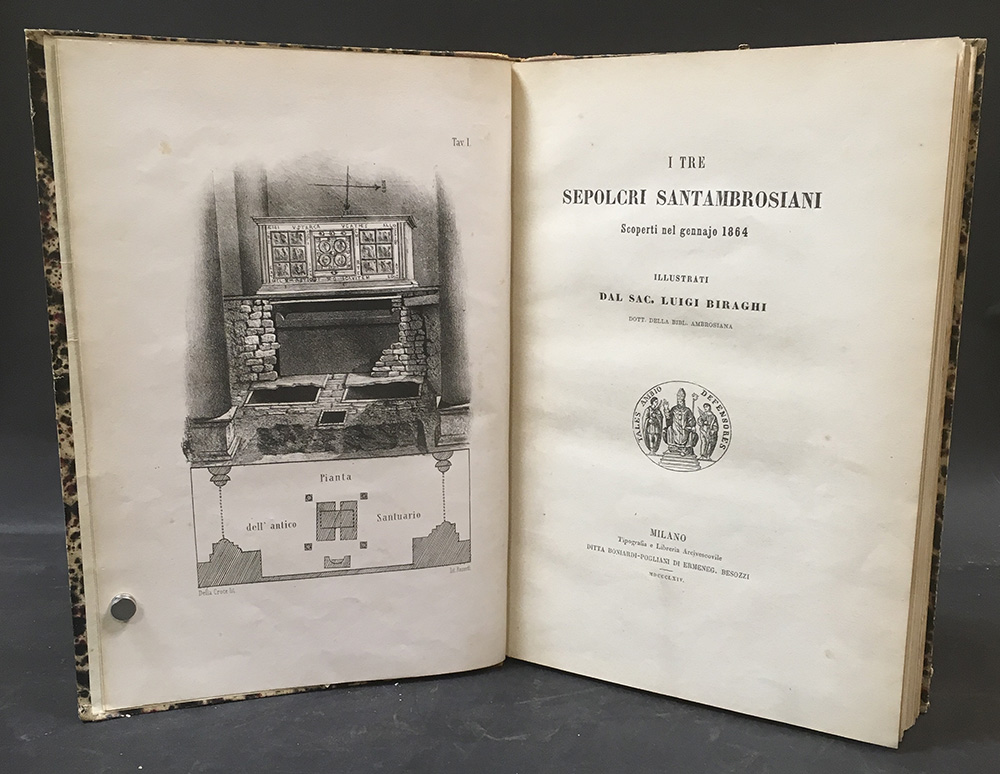 Tav. I.
Pianta
dell' antico
Santuario
Della Croce lit.
I TRE
SEPOLCRI SANTAMBROSIANI
Scoperti nel gennajo 1864
ILLUSTRATI
DAL SAC. LUIGI BIRAGHI
DOTT. DELLA BIBL. AMBROSIANA
TALES AMBIO DEFENSORES
MILANO
Tipografia e Libreria Arcivescovile
DITTA BONIARDI-POGLIANI DI ERMENEG. BESOZZI
MDCCCLXIV.